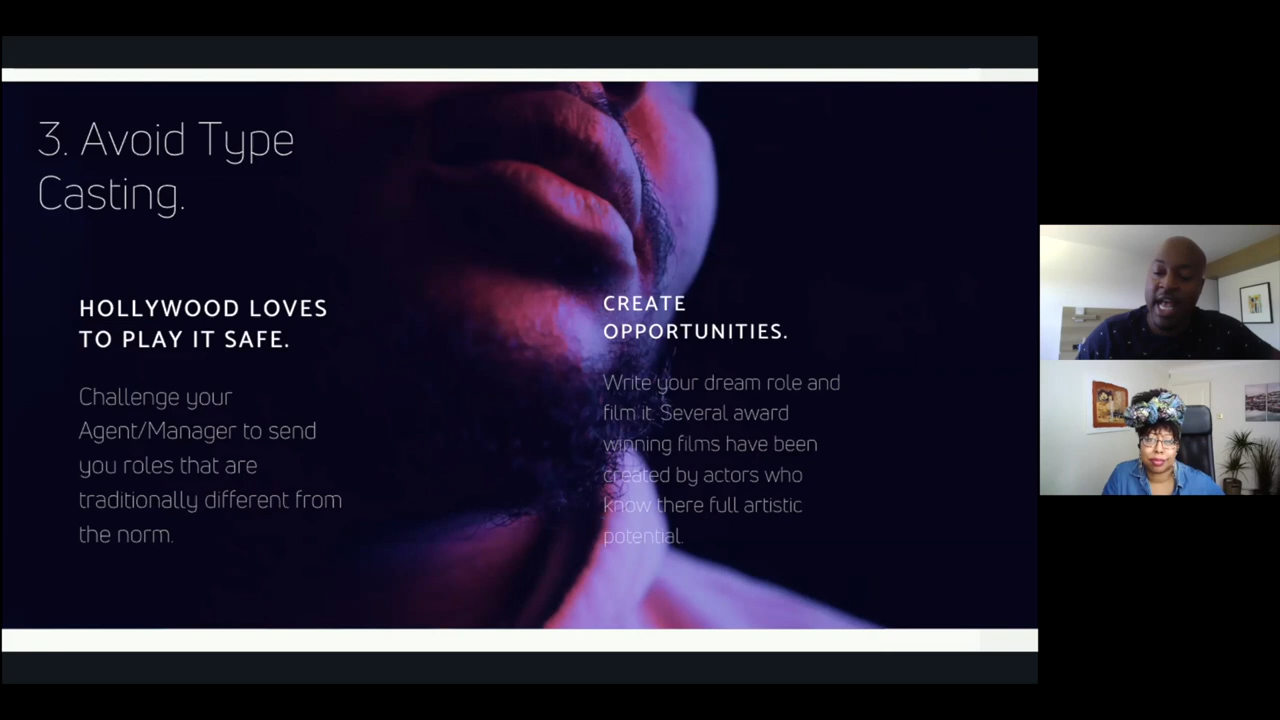 3. Avoid Type
Casting.
HOLLYWOOD LOVES
TO PLAY IT SAFE.
Challenge your
Agent/Manager to send
you roles that are
traditionally different from
the norm.
CREATE
OPPORTUNITIES.
Write your dream role and
film it. Several award
winning films have been
created by actors who
know there full artistic
potential.